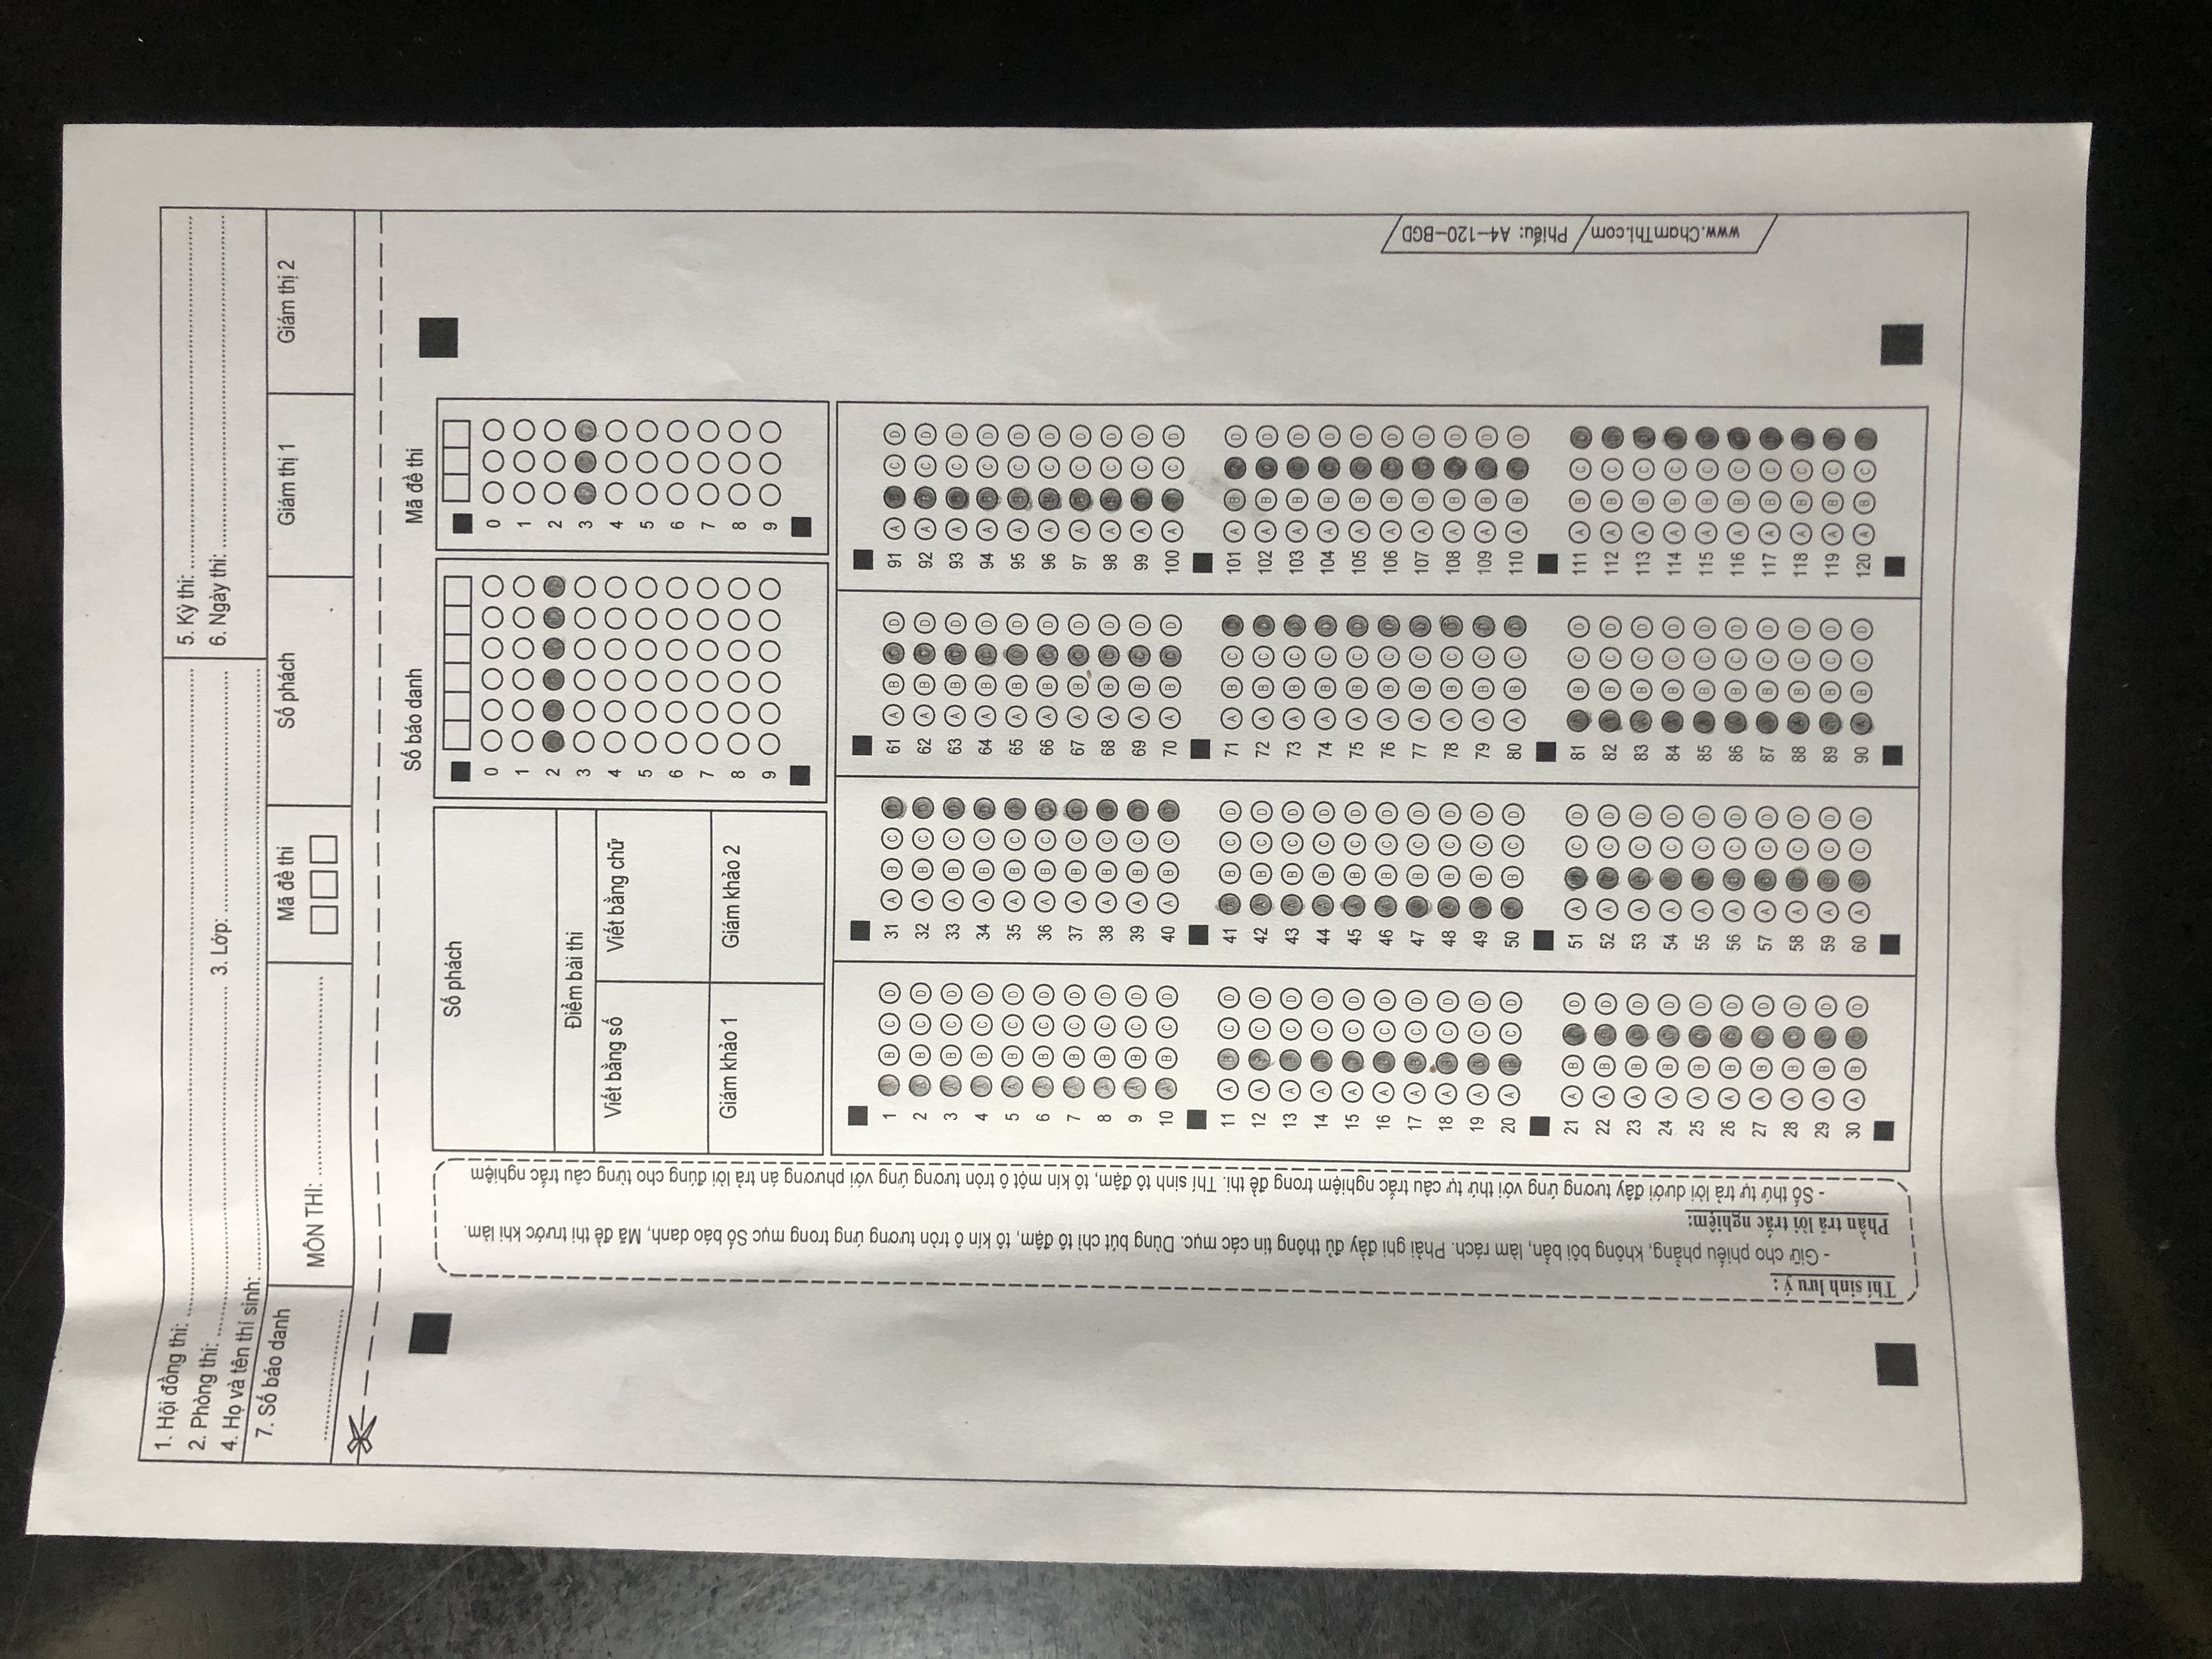 1. Hội đồng thi: ........................ 5. Kỳ thi: ........................
2. Phòng thi: ........................ 3. Lớp: ........................ 6. Ngày thi: ........................
4. Họ và tên thí sinh: ........................
7. Số báo danh MÔN THI: ........................ Mã đề thi Số phách Giám thị 1 Giám thị 2
Số phách Số báo danh Mã đề thi
Điểm bài thi
Viết bằng số Viết bằng chữ
Giám khảo 1 Giám khảo 2
0 0
1 1
2 2
3 3
4 4
5 5
6 6
7 7
8 8
9 9
Thí sinh lưu ý :
- Giữ cho phiếu phẳng, không bôi bẩn, làm rách. Phải ghi đầy đủ thông tin các mục. Dùng bút chì tô đậm, tô kín ô tròn tương ứng trong mục Số báo danh, Mã đề thi trước khi làm.
Phần trả lời trắc nghiệm:
- Số thứ tự trả lời dưới đây tương ứng với thứ tự câu trắc nghiệm trong đề thi. Thí sinh tô đậm, tô kín một ô tròn tương ứng với phương án trả lời đúng cho từng câu trắc nghiệm
1 A B C D 31 A B C D 61 A B C D 91 A B C D
2 A B C D 32 A B C D 62 A B C D 92 A B C D
3 A B C D 33 A B C D 63 A B C D 93 A B C D
4 A B C D 34 A B C D 64 A B C D 94 A B C D
5 A B C D 35 A B C D 65 A B C D 95 A B C D
6 A B C D 36 A B C D 66 A B C D 96 A B C D
7 A B C D 37 A B C D 67 A B C D 97 A B C D
8 A B C D 38 A B C D 68 A B C D 98 A B C D
9 A B C D 39 A B C D 69 A B C D 99 A B C D
10 A B C D 40 A B C D 70 A B C D 100 A B C D
11 A B C D 41 A B C D 71 A B C D 101 A B C D
12 A B C D 42 A B C D 72 A B C D 102 A B C D
13 A B C D 43 A B C D 73 A B C D 103 A B C D
14 A B C D 44 A B C D 74 A B C D 104 A B C D
15 A B C D 45 A B C D 75 A B C D 105 A B C D
16 A B C D 46 A B C D 76 A B C D 106 A B C D
17 A B C D 47 A B C D 77 A B C D 107 A B C D
18 A B C D 48 A B C D 78 A B C D 108 A B C D
19 A B C D 49 A B C D 79 A B C D 109 A B C D
20 A B C D 50 A B C D 80 A B C D 110 A B C D
21 A B C D 51 A B C D 81 A B C D 111 A B C D
22 A B C D 52 A B C D 82 A B C D 112 A B C D
23 A B C D 53 A B C D 83 A B C D 113 A B C D
24 A B C D 54 A B C D 84 A B C D 114 A B C D
25 A B C D 55 A B C D 85 A B C D 115 A B C D
26 A B C D 56 A B C D 86 A B C D 116 A B C D
27 A B C D 57 A B C D 87 A B C D 117 A B C D
28 A B C D 58 A B C D 88 A B C D 118 A B C D
29 A B C D 59 A B C D 89 A B C D 119 A B C D
30 A B C D 60 A B C D 90 A B C D 120 A B C D
www.ChamThi.com Phiếu: A4-120-BGD